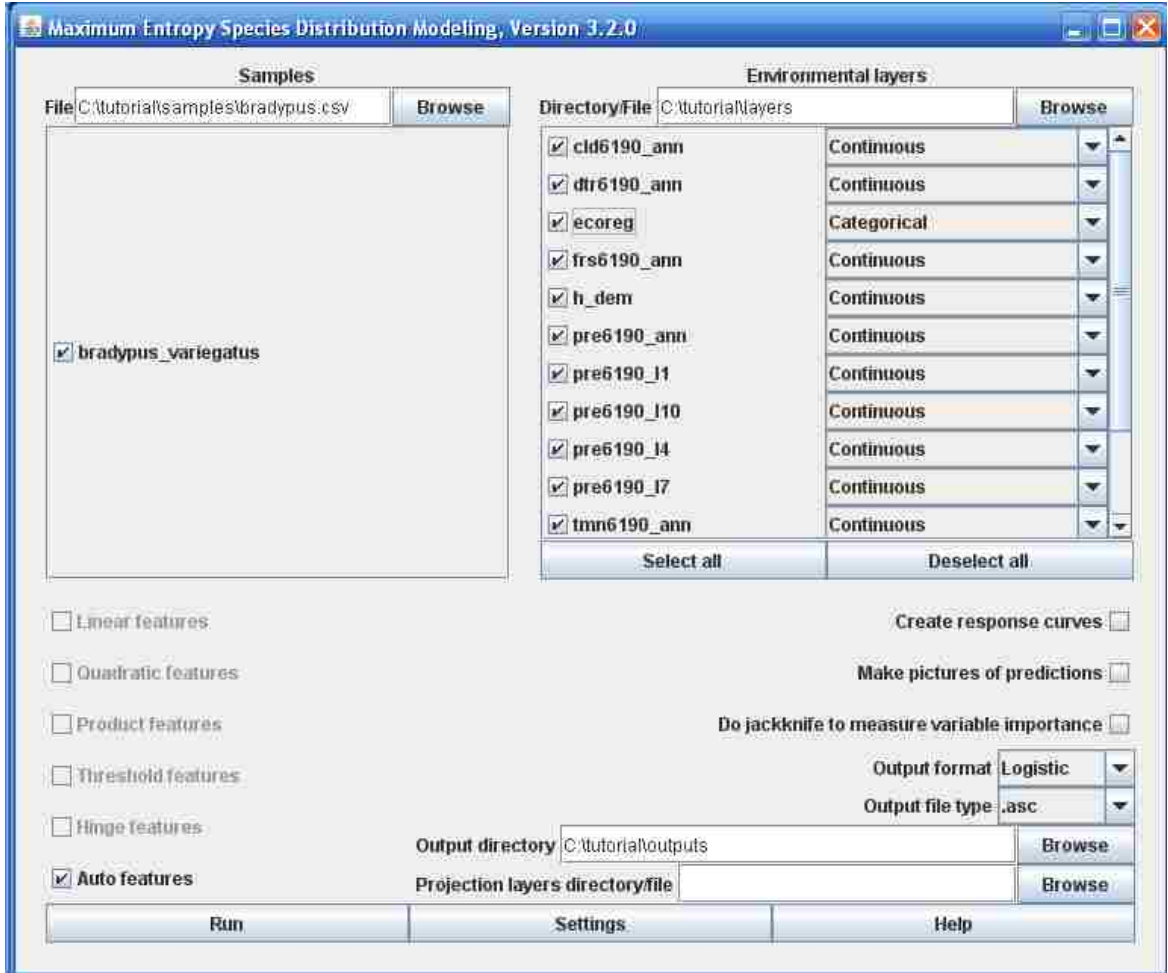 Maximum Entropy Species Distribution Modeling, Version 3.2.0
Samples
File C:\tutorial\samples\bradypus.csv Browse
bradypus_variegatus
Environmental layers
Directory/File C:\tutorial\layers Browse
cld6190_ann Continuous
dtr6190_ann Continuous
ecoreg Categorical
frs6190_ann Continuous
h_dem Continuous
pre6190_ann Continuous
pre6190_l1 Continuous
pre6190_l10 Continuous
pre6190_l4 Continuous
pre6190_l7 Continuous
tmn6190_ann Continuous
Select all Deselect all
Linear features
Quadratic features
Product features
Threshold features
Hinge features
Auto features
Create response curves
Make pictures of predictions
Do jackknife to measure variable importance
Output format Logistic
Output file type .asc
Output directory C:\tutorial\outputs Browse
Projection layers directory/file Browse
Run Settings Help